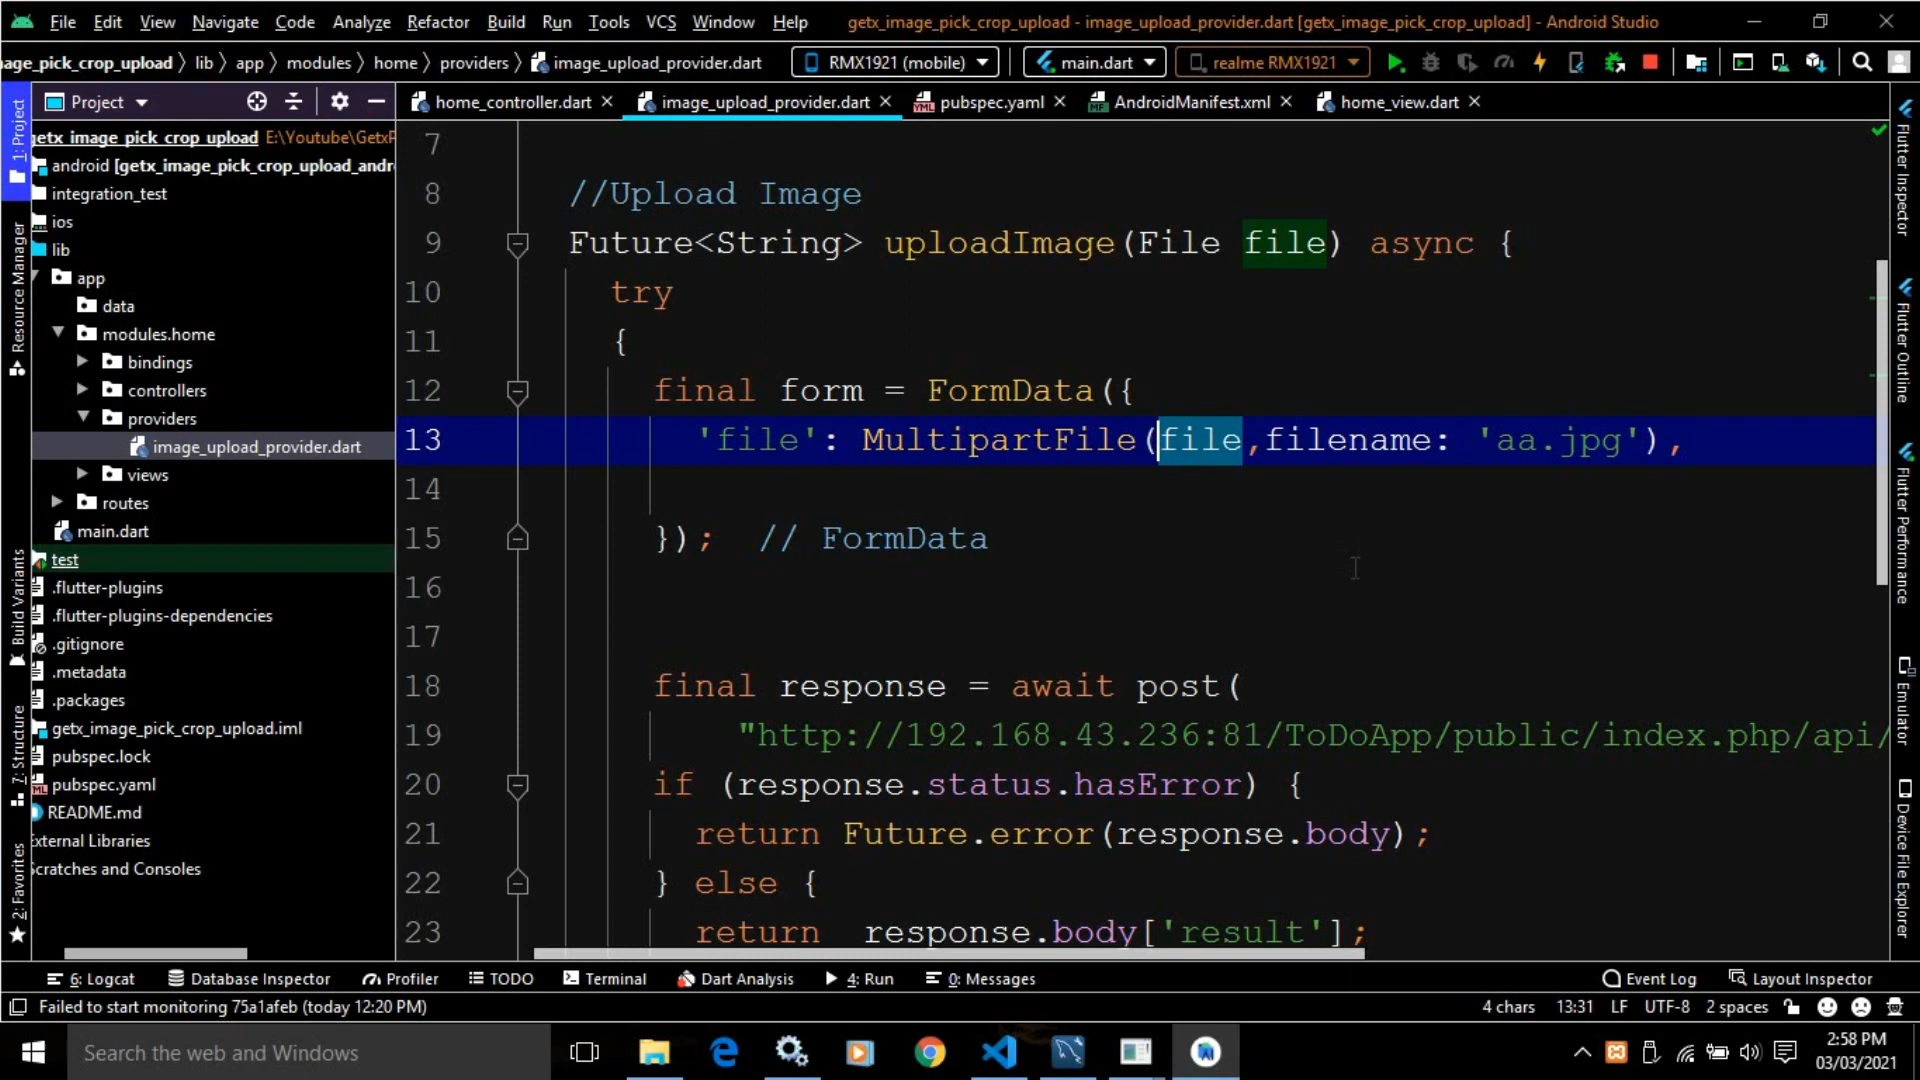 File Edit View Navigate Code Analyze Refactor Build Run Tools VCS Window Help getx_image_pick_crop_upload - image_upload_provider.dart [getx_image_pick_crop_upload] - Android Studio
age_pick_crop_upload lib app modules home providers image_upload_provider.dart RMX1921 (mobile) main.dart realme RMX1921
Project home_controller.dart image_upload_provider.dart pubspec.yaml AndroidManifest.xml home_view.dart
1: Project
Resource Manager
Build Variants
7: Structure
2: Favorites
getx_image_pick_crop_upload E:\Youtube\GetxP
android [getx_image_pick_crop_upload_andr
integration_test
ios
lib
app
data
modules.home
bindings
controllers
providers
image_upload_provider.dart
views
routes
main.dart
test
.flutter-plugins
.flutter-plugins-dependencies
.gitignore
.metadata
.packages
getx_image_pick_crop_upload.iml
pubspec.lock
pubspec.yaml
README.md
External Libraries
Scratches and Consoles
7
8 //Upload Image
9 Future<String> uploadImage(File file) async {
10 try
11 {
12 final form = FormData({
13 'file': MultipartFile(file,filename: 'aa.jpg'),
14
15 }); // FormData
16
17
18 final response = await post(
19 "http://192.168.43.236:81/ToDoApp/public/index.php/api/
20 if (response.status.hasError) {
21 return Future.error(response.body);
22 } else {
23 return response.body['result'];
Flutter Inspector
Flutter Outline
Flutter Performance
Emulator
Device File Explorer
6: Logcat Database Inspector Profiler TODO Terminal Dart Analysis 4: Run 0: Messages Event Log Layout Inspector
Failed to start monitoring 75a1afeb (today 12:20 PM) 4 chars 13:31 LF UTF-8 2 spaces
Search the web and Windows
2:58 PM
03/03/2021